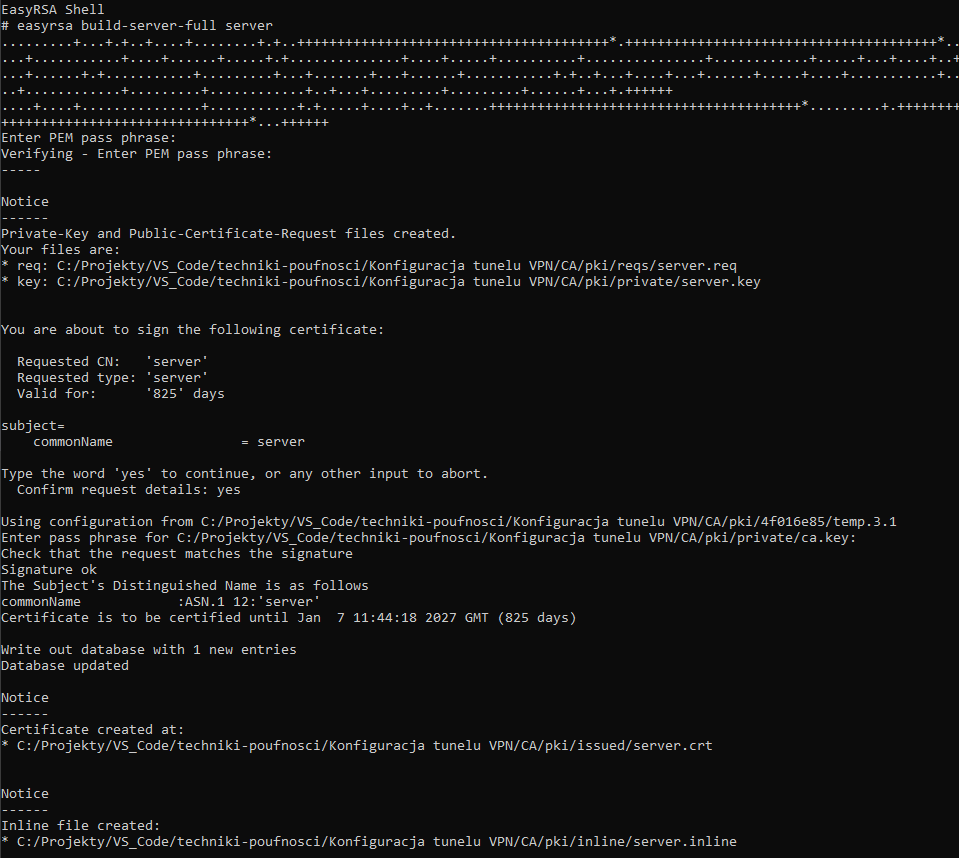 EasyRSA Shell
# easyrsa build-server-full server
.........+...+.+..+....+........+.+..+++++++++++++++++++++++++++++++++++++++*.+++++++++++++++++++++++++++++++++++++++*..
...+...........+....+......+.....+.+..............+....+.....+..........+...............+............+.....+...+....+..+
...+......+.+...........+......+...+.......+...+......+...........+.+..+...+....+...+......+.....+....+...........+..
..+............+..........+...........+..+...+..........+.........+......+...+.++++++
....+....+...............+...........+.+.....+....+..+.......+++++++++++++++++++++++++++++++++++++++*.........+.++++++++
+++++++++++++++++++++++++++++++*...++++++
Enter PEM pass phrase:
Verifying - Enter PEM pass phrase:
-----
Notice
------
Private-Key and Public-Certificate-Request files created.
Your files are:
* req: C:/Projekty/VS_Code/techniki-poufnosci/Konfiguracja tunelu VPN/CA/pki/reqs/server.req
* key: C:/Projekty/VS_Code/techniki-poufnosci/Konfiguracja tunelu VPN/CA/pki/private/server.key
You are about to sign the following certificate:
Requested CN: 'server'
Requested type: 'server'
Valid for: '825' days
subject=
commonName = server
Type the word 'yes' to continue, or any other input to abort.
Confirm request details: yes
Using configuration from C:/Projekty/VS_Code/techniki-poufnosci/Konfiguracja tunelu VPN/CA/pki/4f016e85/temp.3.1
Enter pass phrase for C:/Projekty/VS_Code/techniki-poufnosci/Konfiguracja tunelu VPN/CA/pki/private/ca.key:
Check that the request matches the signature
Signature ok
The Subject's Distinguished Name is as follows
commonName :ASN.1 12:'server'
Certificate is to be certified until Jan  7 11:44:18 2027 GMT (825 days)
Write out database with 1 new entries
Database updated
Notice
------
Certificate created at:
* C:/Projekty/VS_Code/techniki-poufnosci/Konfiguracja tunelu VPN/CA/pki/issued/server.crt
Notice
------
Inline file created:
* C:/Projekty/VS_Code/techniki-poufnosci/Konfiguracja tunelu VPN/CA/pki/inline/server.inline